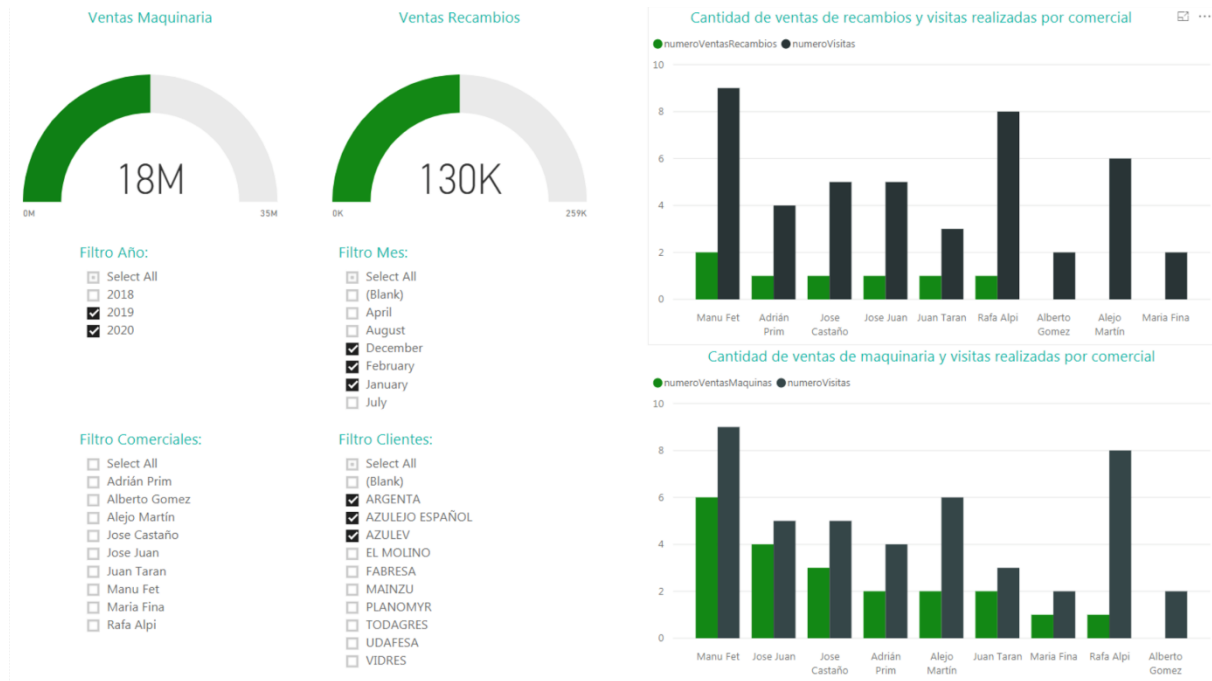 Ventas Maquinaria
18M
0M
35M
Ventas Recambios
130K
0K
259K
Filtro Año:
Select All
2018
2019
2020
Filtro Mes:
Select All
(Blank)
April
August
December
February
January
July
Filtro Comerciales:
Select All
Adrián Prim
Alberto Gomez
Alejo Martín
Jose Castaño
Jose Juan
Juan Taran
Manu Fet
Maria Fina
Rafa Alpi
Filtro Clientes:
Select All
(Blank)
ARGENTA
AZULEJO ESPAÑOL
AZULEV
EL MOLINO
FABRESA
MAINZU
PLANOMYR
TODAGRES
UDAFESA
VIDRES
Cantidad de ventas de recambios y visitas realizadas por comercial
numeroVentasRecambios numeroVisitas
10
8
6
4
2
0
Manu Fet
Adrián
Prim
Jose
Castaño
Jose Juan
Juan Taran
Rafa Alpi
Alberto
Gomez
Alejo
Martín
Maria Fina
Cantidad de ventas de maquinaria y visitas realizadas por comercial
numeroVentasMaquinas numeroVisitas
10
8
6
4
2
0
Manu Fet
Jose Juan
Jose
Castaño
Adrián
Prim
Alejo
Martín
Juan Taran
Maria Fina
Rafa Alpi
Alberto
Gomez